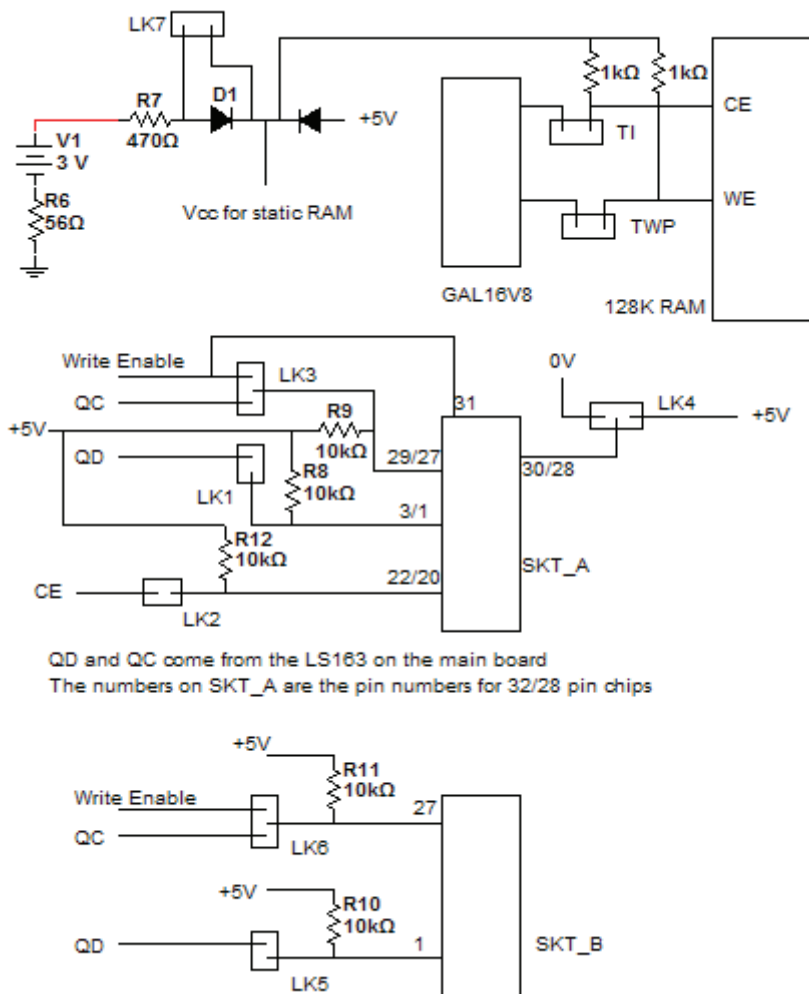 LK7
R7
470Ω
D1
+5V
V1
3 V
R6
56Ω
Vcc for static RAM
1kΩ
1kΩ
CE
TI
WE
TWP
GAL16V8
128K RAM
Write Enable
LK3
QC
+5V
R9
10kΩ
QD
LK1
R8
10kΩ
R12
10kΩ
CE
LK2
31
29/27
3/1
22/20
30/28
SKT_A
0V
LK4
+5V
QD and QC come from the LS163 on the main board
The numbers on SKT_A are the pin numbers for 32/28 pin chips
+5V
R11
10kΩ
Write Enable
27
QC
LK6
+5V
R10
10kΩ
QD
1
SKT_B
LK5